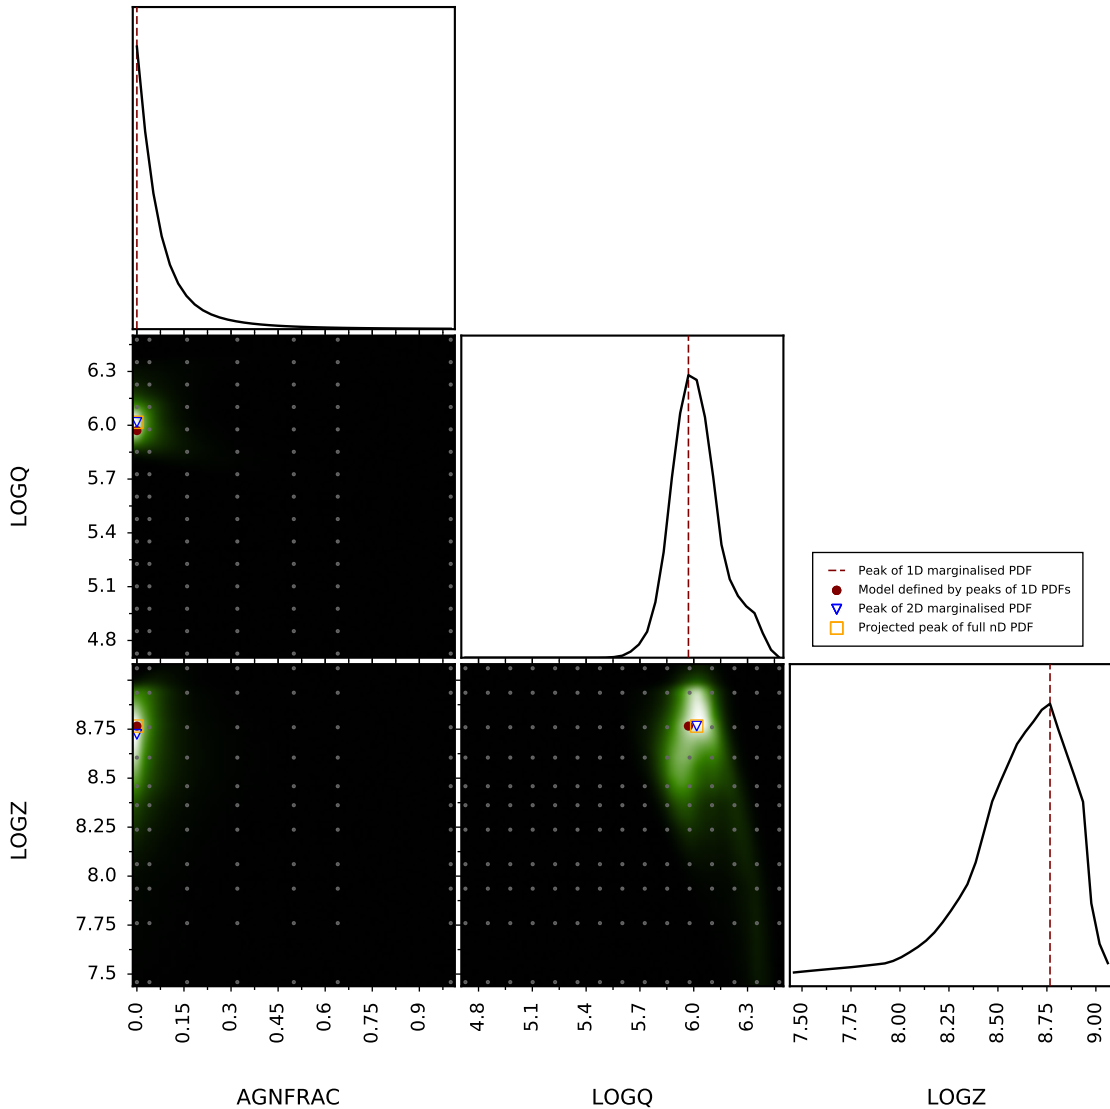 6.3
6.0
5.7
5.4
5.1
4.8
LOGQ
Peak of 1D marginalised PDF
Model defined by peaks of 1D PDFs
Peak of 2D marginalised PDF
Projected peak of full nD PDF
8.75
8.5
8.25
8.0
7.75
7.5
LOGZ
0.0 0.15 0.3 0.45 0.6 0.75 0.9
4.8 5.1 5.4 5.7 6.0 6.3
7.50 7.75 8.00 8.25 8.50 8.75 9.00
AGNFRAC LOGQ LOGZ